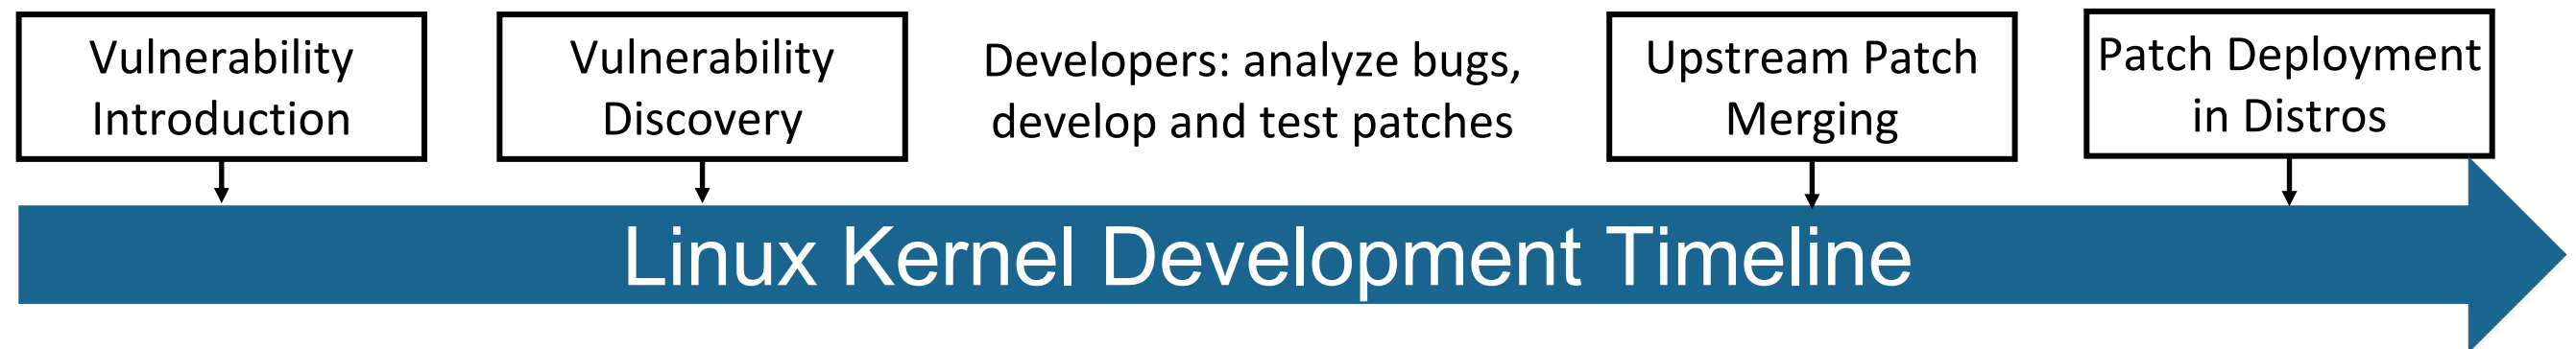 Vulnerability
Introduction
Vulnerability
Discovery
Developers: analyze bugs,
develop and test patches
Upstream Patch
Merging
Patch Deployment
in Distros
Linux Kernel Development Timeline